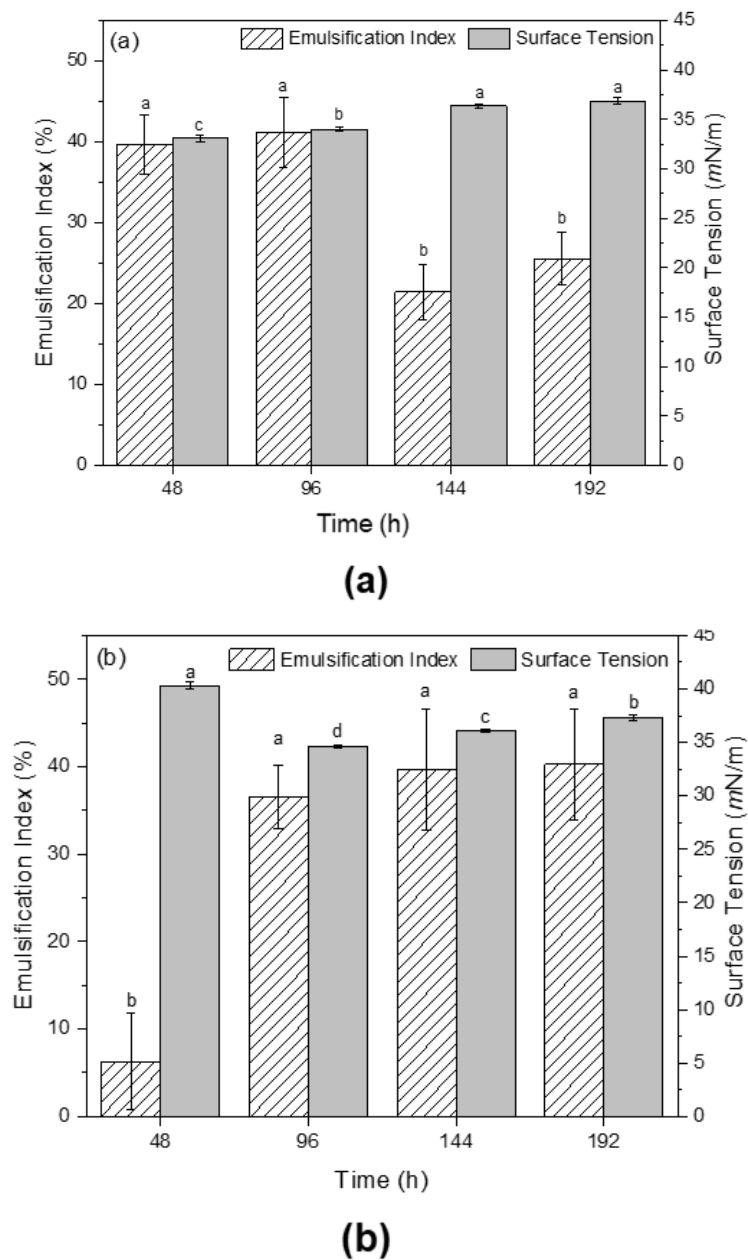 (a) Emulsification Index Surface Tension
Emulsification Index (%)
50
40
30
20
10
0
a
c
a
b
b
a
b
a
45
40
35
30
25
20
15
10
5
0
Surface Tension (mN/m)
48 96 144 192
Time (h)
(a)
(b) Emulsification Index Surface Tension
Emulsification Index (%)
50
40
30
20
10
0
b
a
a
d
a
c
a
b
45
40
35
30
25
20
15
10
5
0
Surface Tension (mN/m)
48 96 144 192
Time (h)
(b)